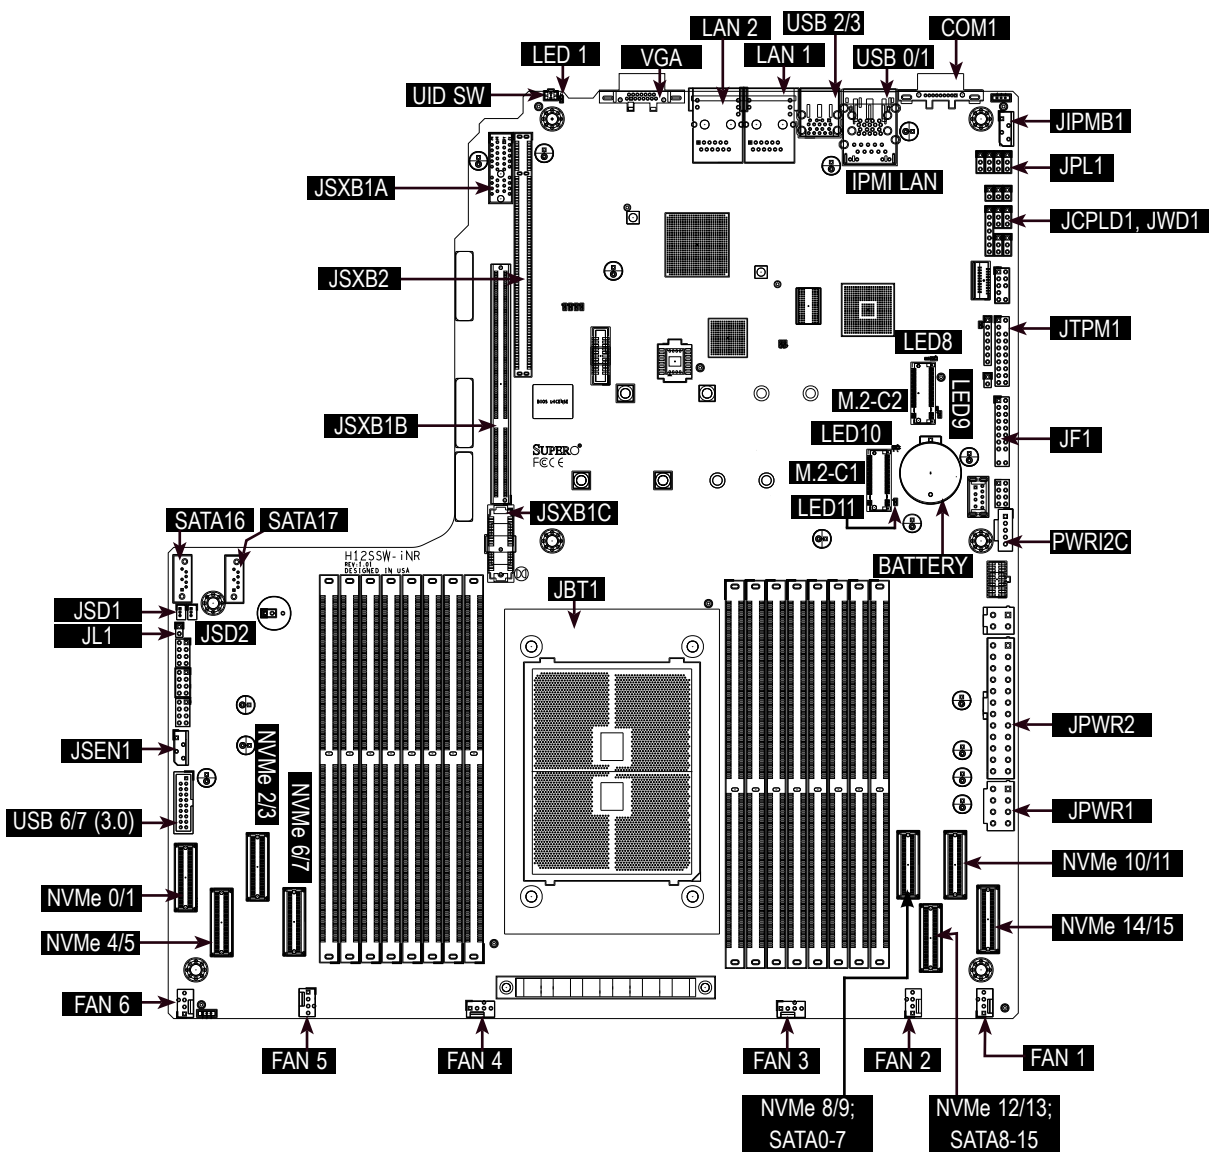 LAN 2
USB 2/3
COM1
LED 1
VGA
LAN 1
USB 0/1
UID SW
JIPMB1
JPL1
IPMI LAN
JSXB1A
JCPLD1, JWD1
JSXB2
JTPM1
LED8
LED9
M.2-C2
JSXB1B
LED10
JF1
SUPERO
FC CE
M.2-C1
LED11
SATA16
SATA17
JSXB1C
H12SSW-iNR
REV:1.01
DESIGNED IN USA
BATTERY
PWRI2C
JBT1
JSD1
JL1
JSD2
JPWR2
JSEN1
NVMe 2/3
NVMe 6/7
USB 6/7 (3.0)
JPWR1
NVMe 10/11
NVMe 0/1
NVMe 4/5
NVMe 14/15
FAN 6
FAN 5
FAN 4
FAN 3
FAN 2
FAN 1
NVMe 8/9;
SATA0-7
NVMe 12/13;
SATA8-15